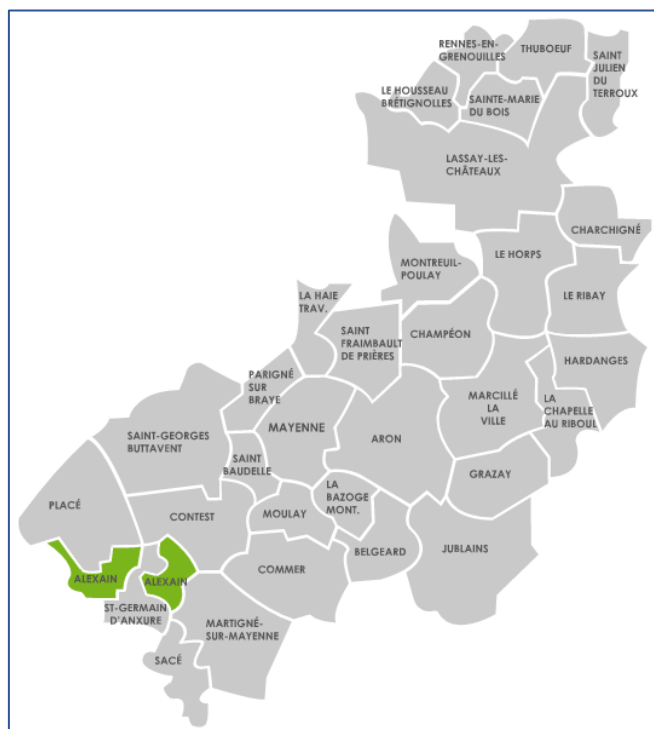 RENNES-EN-
GRENOUILLES
THUBOEUF
SAINT
JULIEN
DU
TERROUX
LE HOUSSEAU
BRÉTIGNOLLES
SAINTE-MARIE
DU BOIS
LASSAY-LES-
CHÂTEAUX
CHARCHIGNÉ
MONTREUIL-
POULAY
LE HORPS
LA HAIE
TRAV.
LE RIBAY
SAINT
FRAIMBAULT
DE PRIÈRES
CHAMPÉON
HARDANGES
PARIGNÉ
SUR
BRAYE
MARCILLÉ
LA
VILLE
LA
CHAPELLE
AU RIBOUL
MAYENNE
ARON
SAINT-GEORGES
BUTTAVENT
SAINT
BAUDELLE
GRAZAY
LA
BAZOGE
MONT.
PLACÉ
CONTEST
MOULAY
BELGEARD
JUBLAINS
COMMER
ALEXAIN
ALEXAIN
ST-GERMAIN
D'ANXURE
MARTIGNÉ-
SUR-MAYENNE
SACÉ